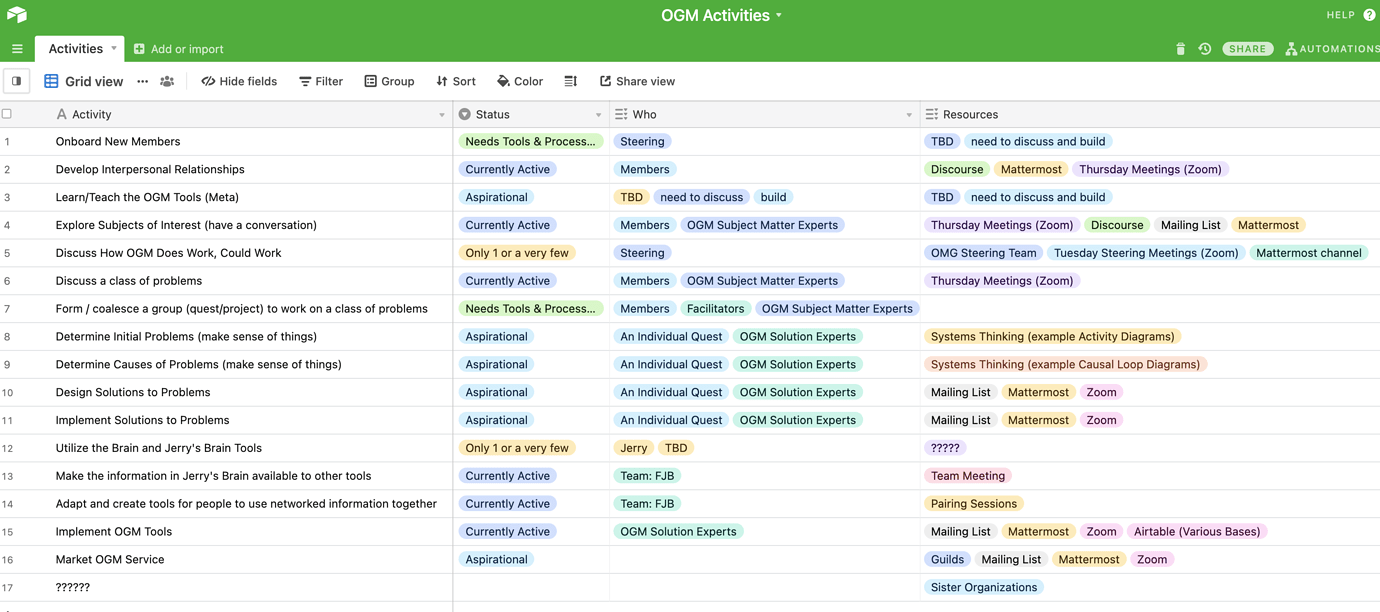 OGM Activities
HELP ?
Activities Add or import SHARE AUTOMATIONS
Grid view ... Hide fields Filter Group Sort Color Share view
Activity Status Who Resources
1 Onboard New Members Needs Tools & Process... Steering TBD need to discuss and build
2 Develop Interpersonal Relationships Currently Active Members Discourse Mattermost Thursday Meetings (Zoom)
3 Learn/Teach the OGM Tools (Meta) Aspirational TBD need to discuss build TBD need to discuss and build
4 Explore Subjects of Interest (have a conversation) Currently Active Members OGM Subject Matter Experts Thursday Meetings (Zoom) Discourse Mailing List Mattermost
5 Discuss How OGM Does Work, Could Work Only 1 or a very few Steering OMG Steering Team Tuesday Steering Meetings (Zoom) Mattermost channel
6 Discuss a class of problems Currently Active Members OGM Subject Matter Experts Thursday Meetings (Zoom)
7 Form / coalesce a group (quest/project) to work on a class of problems Needs Tools & Process... Members Facilitators OGM Subject Matter Experts
8 Determine Initial Problems (make sense of things) Aspirational An Individual Quest OGM Solution Experts Systems Thinking (example Activity Diagrams)
9 Determine Causes of Problems (make sense of things) Aspirational An Individual Quest OGM Solution Experts Systems Thinking (example Causal Loop Diagrams)
10 Design Solutions to Problems Aspirational An Individual Quest OGM Solution Experts Mailing List Mattermost Zoom
11 Implement Solutions to Problems Aspirational An Individual Quest OGM Solution Experts Mailing List Mattermost Zoom
12 Utilize the Brain and Jerry's Brain Tools Only 1 or a very few Jerry TBD ?????
13 Make the information in Jerry's Brain available to other tools Currently Active Team: FJB Team Meeting
14 Adapt and create tools for people to use networked information together Currently Active Team: FJB Pairing Sessions
15 Implement OGM Tools Currently Active OGM Solution Experts Mailing List Mattermost Zoom Airtable (Various Bases)
16 Market OGM Service Aspirational Guilds Mailing List Mattermost Zoom
17 ?????? Sister Organizations